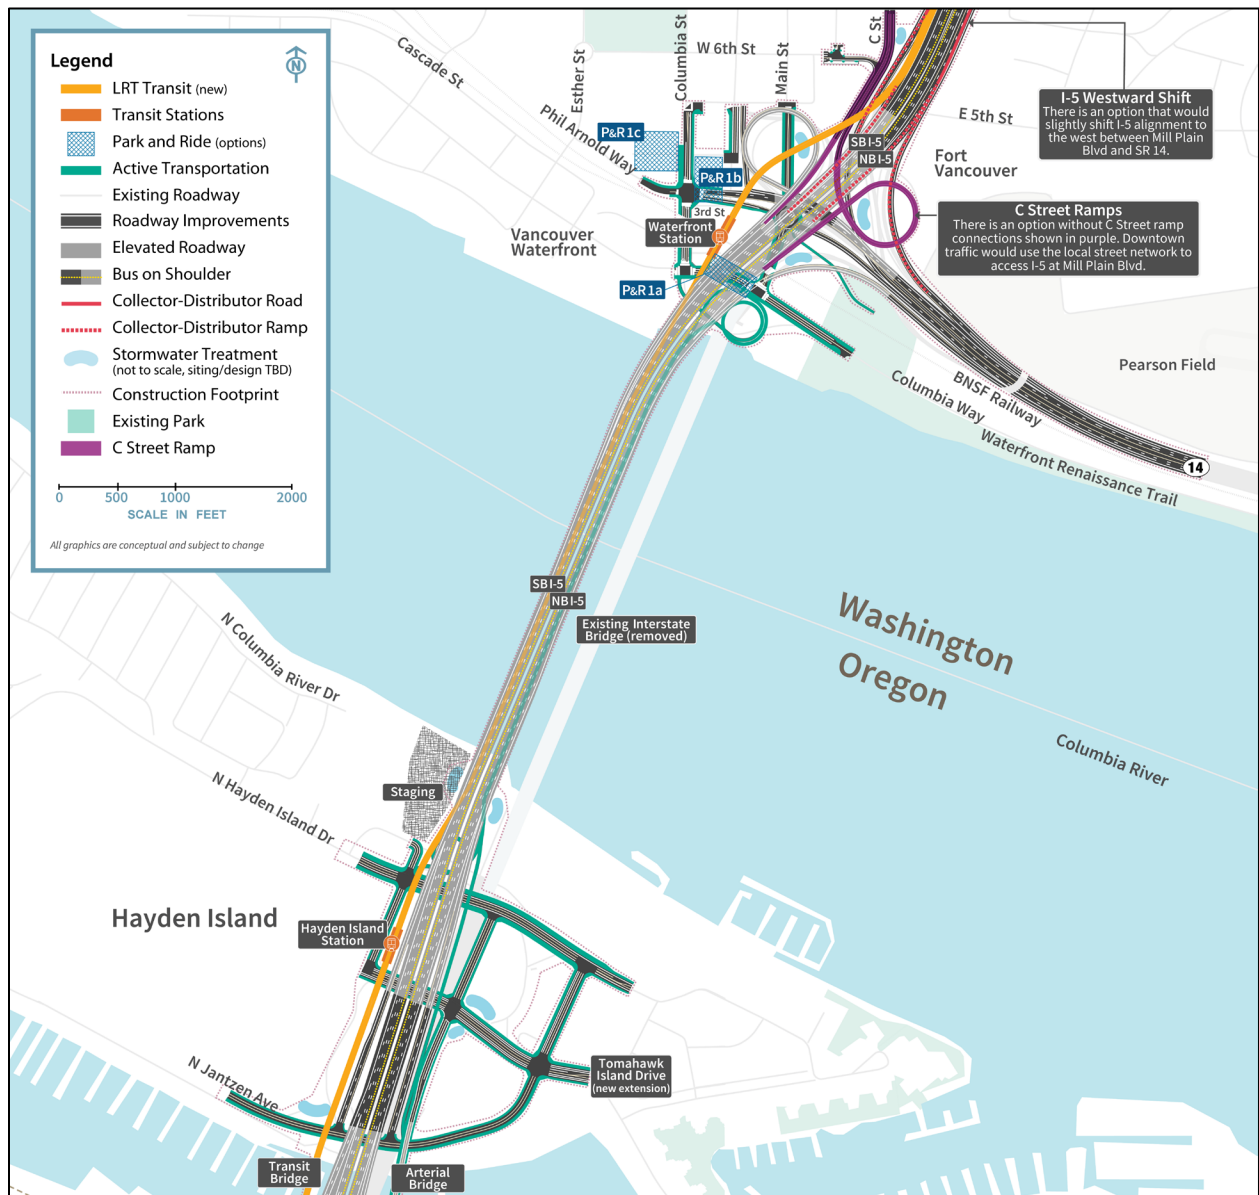 Legend
N
LRT Transit (new)
Transit Stations
Park and Ride (options)
Active Transportation
Existing Roadway
Roadway Improvements
Elevated Roadway
Bus on Shoulder
Collector-Distributor Road
Collector-Distributor Ramp
Stormwater Treatment
(not to scale, siting/design TBD)
Construction Footprint
Existing Park
C Street Ramp
0 500 1000 2000
SCALE IN FEET
All graphics are conceptual and subject to change
Cascade St
Esther St
Columbia St
W 6th St
Main St
C St
E 5th St
Phil Arnold Way
P&R 1c
P&R 1b
3rd St
Waterfront
Station
P&R 1a
Vancouver
Waterfront
SB I-5
NB I-5
Fort
Vancouver
I-5 Westward Shift
There is an option that would
slightly shift I-5 alignment to
the west between Mill Plain
Blvd and SR 14.
C Street Ramps
There is an option without C Street ramp
connections shown in purple. Downtown
traffic would use the local street network to
access I-5 at Mill Plain Blvd.
Pearson Field
BNSF Railway
Columbia Way
Waterfront Renaissance Trail
14
SB I-5
NB I-5
Existing Interstate
Bridge (removed)
Washington
Oregon
Columbia River
N Columbia River Dr
N Hayden Island Dr
Staging
Hayden Island
Hayden Island
Station
Tomahawk
Island Drive
(new extension)
N Jantzen Ave
Transit
Bridge
Arterial
Bridge